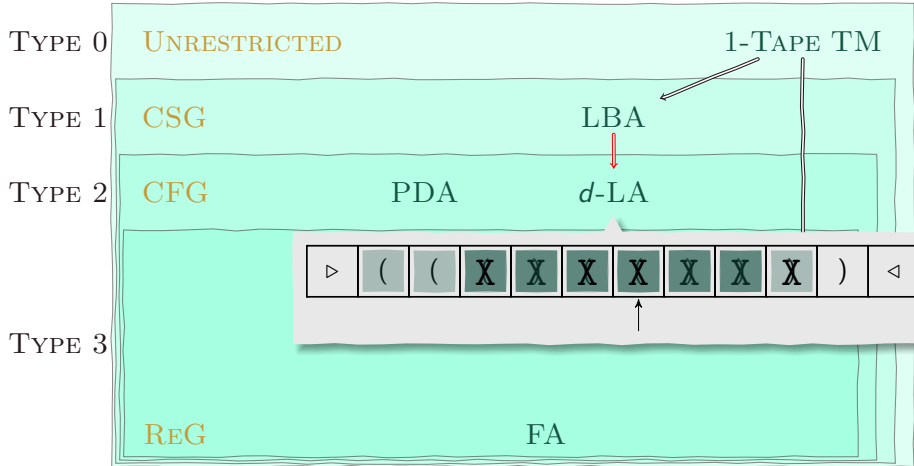 TYPE 0 UNRESTRICTED 1-TAPE TM
TYPE 1 CSG LBA
TYPE 2 CFG PDA d-LA
▷ ( ( X X X X X X X ) ◁
TYPE 3
REG FA